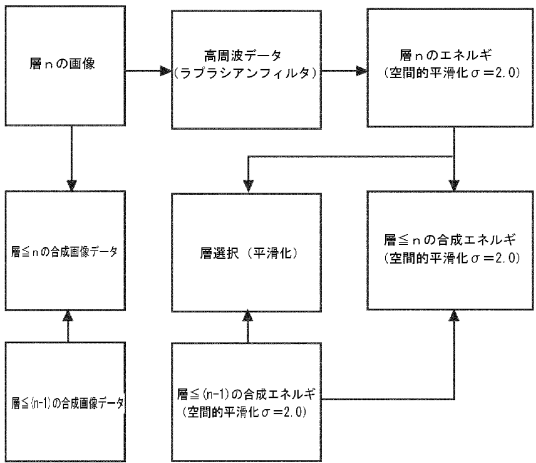 層nの画像
高周波データ
(ラプラシアンフィルタ)
層nのエネルギ
(空間的平滑化σ=2.0)
層≦nの合成画像データ
層選択(平滑化)
層≦nの合成エネルギ
(空間的平滑化σ=2.0)
層≦(n-1)の合成画像データ
層≦(n-1)の合成エネルギ
(空間的平滑化σ=2.0)